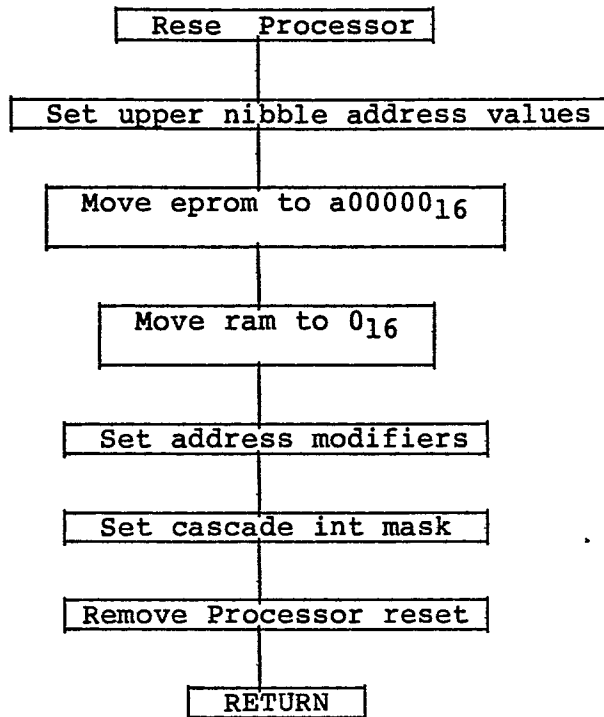 Rese Processor
Set upper nibble address values
Move eprom to a00000₁₆
Move ram to 0₁₆
Set address modifiers
Set cascade int mask
Remove Processor reset
RETURN